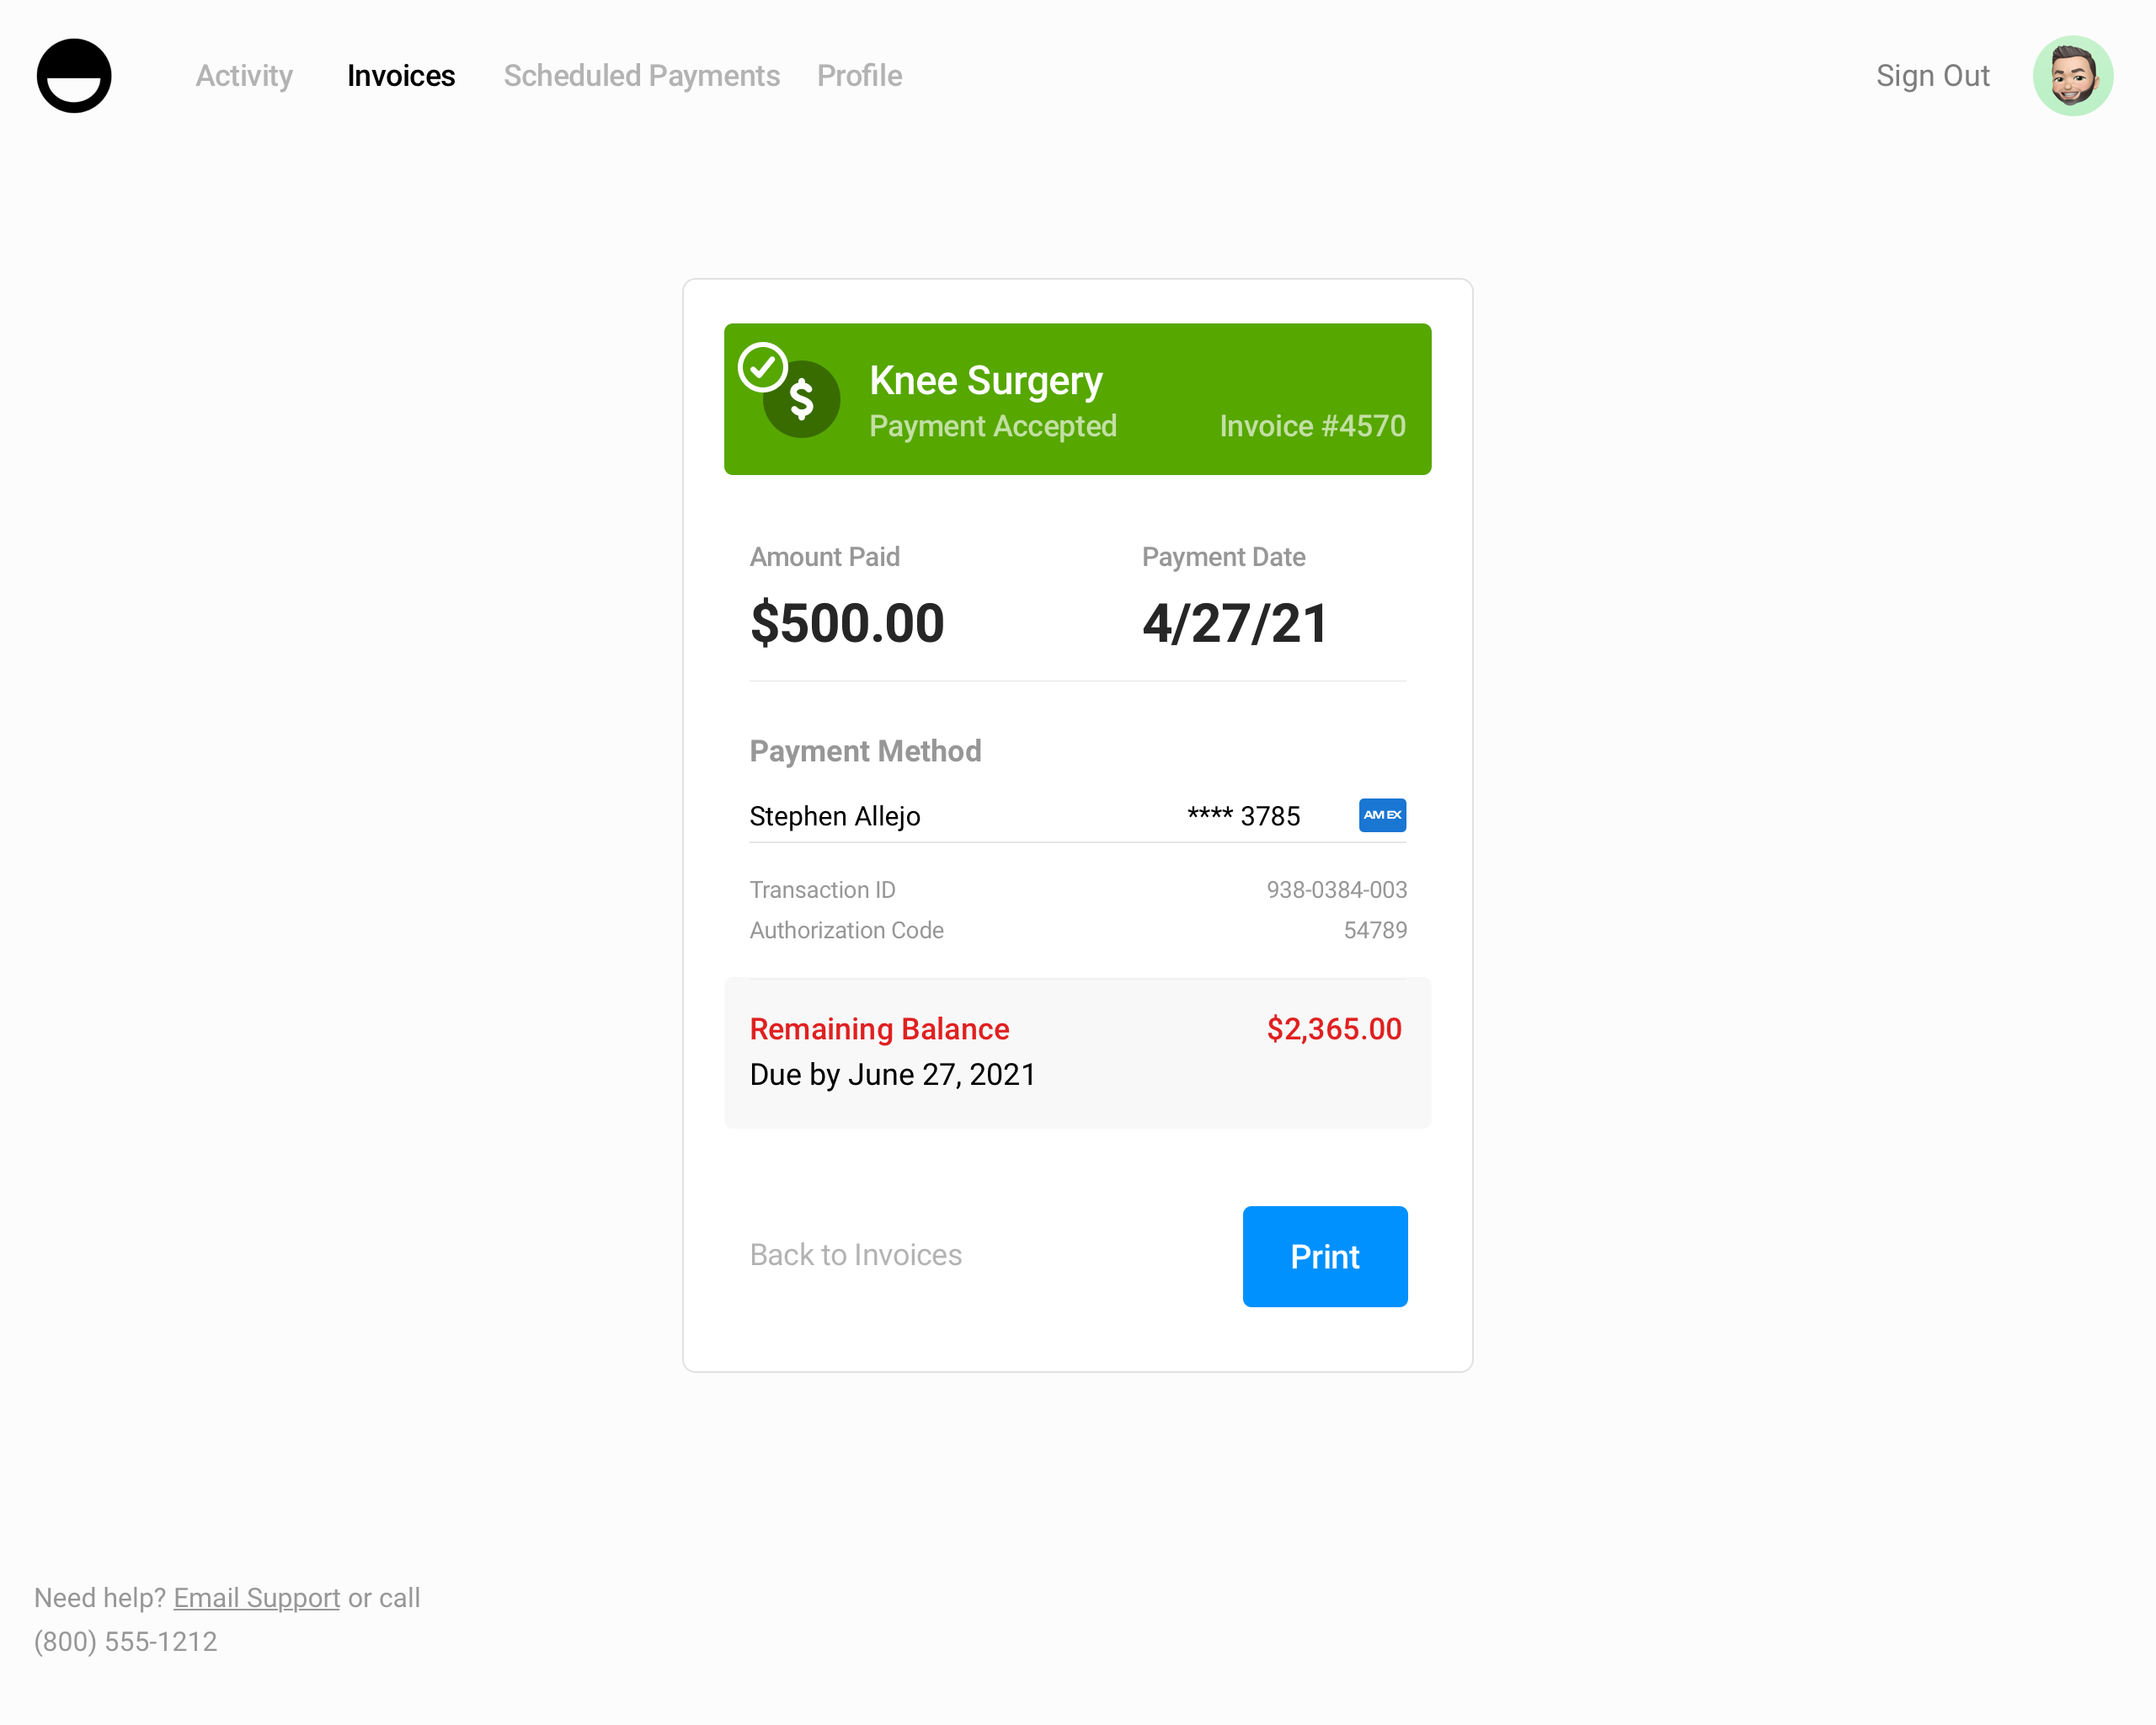 Activity Invoices Scheduled Payments Profile Sign Out
Knee Surgery
Payment Accepted Invoice #4570
Amount Paid Payment Date
$500.00 4/27/21
Payment Method
Stephen Allejo **** 3785 AM EX
Transaction ID 938-0384-003
Authorization Code 54789
Remaining Balance $2,365.00
Due by June 27, 2021
Back to Invoices Print
Need help? Email Support or call
(800) 555-1212